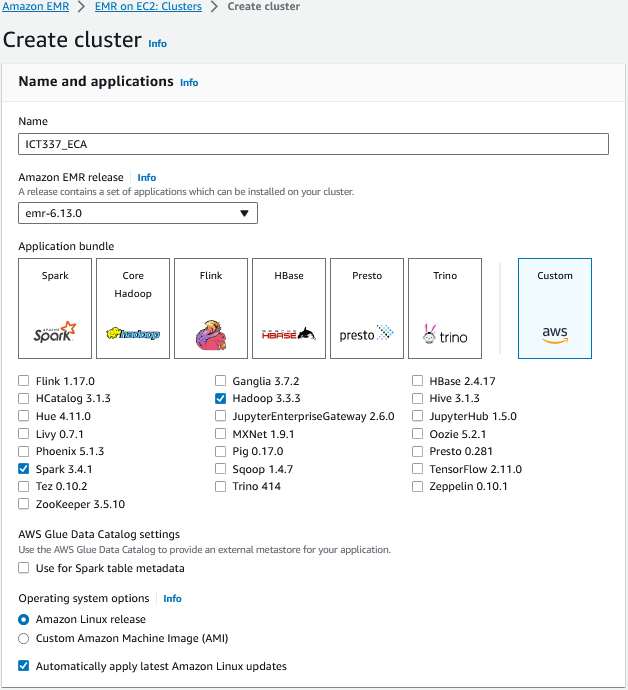 Amazon EMR > EMR on EC2: Clusters > Create cluster
Create cluster Info
Name and applications Info
Name
ICT337_ECA
Amazon EMR release Info
A release contains a set of applications which can be installed on your cluster.
emr-6.13.0
Application bundle
Spark Core Hadoop Flink HBase Presto Trino Custom
APACHE Spark hadoop APACHE HBASE presto trino aws
Flink 1.17.0 Ganglia 3.7.2 HBase 2.4.17
HCatalog 3.1.3 Hadoop 3.3.3 Hive 3.1.3
Hue 4.11.0 JupyterEnterpriseGateway 2.6.0 JupyterHub 1.5.0
Livy 0.7.1 MXNet 1.9.1 Oozie 5.2.1
Phoenix 5.1.3 Pig 0.17.0 Presto 0.281
Spark 3.4.1 Sqoop 1.4.7 TensorFlow 2.11.0
Tez 0.10.2 Trino 414 Zeppelin 0.10.1
ZooKeeper 3.5.10
AWS Glue Data Catalog settings
Use the AWS Glue Data Catalog to provide an external metastore for your application.
Use for Spark table metadata
Operating system options Info
Amazon Linux release
Custom Amazon Machine Image (AMI)
Automatically apply latest Amazon Linux updates